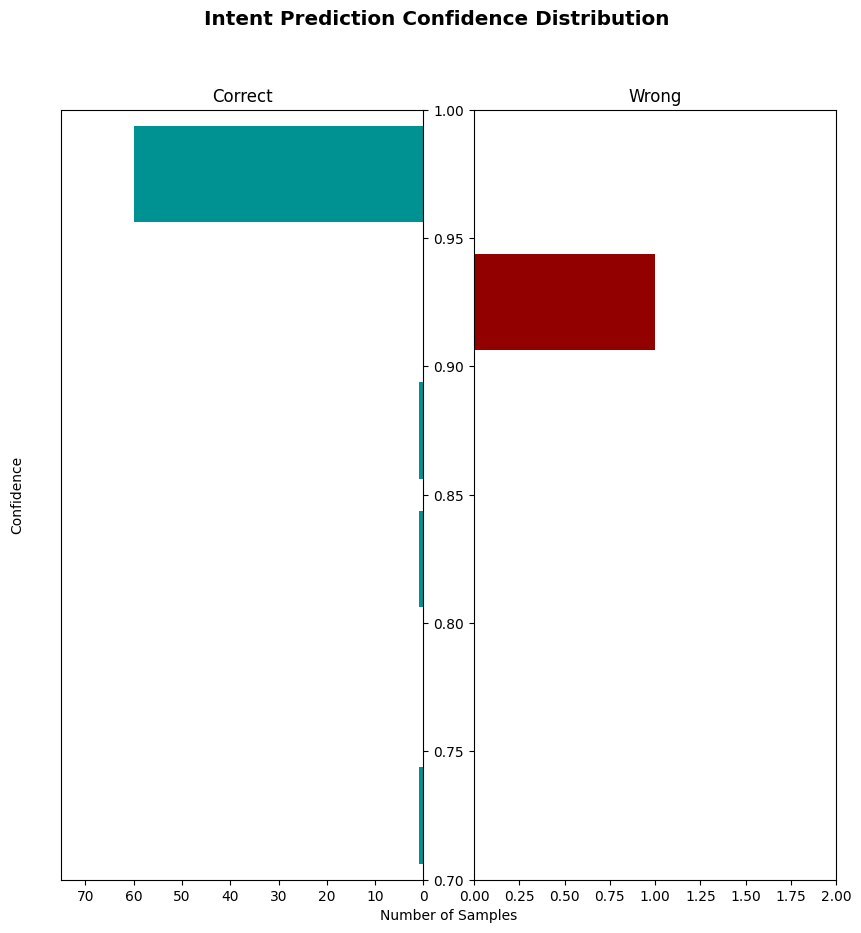 Intent Prediction Confidence Distribution
Correct
Wrong
1.00
0.95
0.90
0.85
0.80
0.75
0.70
Confidence
70 60 50 40 30 20 10 0
0.00 0.25 0.50 0.75 1.00 1.25 1.50 1.75 2.00
Number of Samples